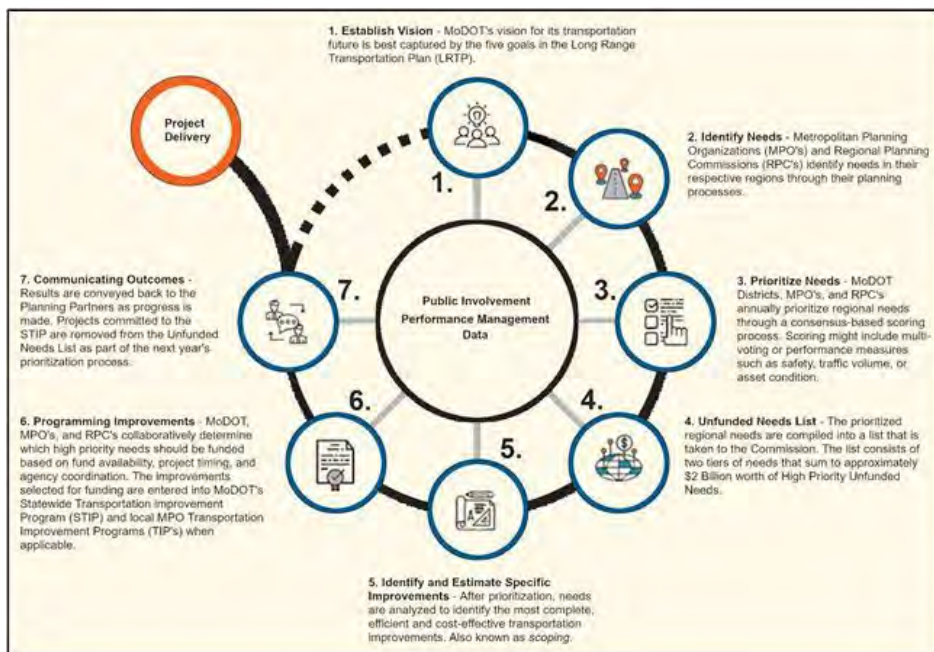 1. Establish Vision - MoDOT's vision for its transportation
future is best captured by the five goals in the Long Range
Transportation Plan (LRTP).
Project
Delivery
1.
2. Identify Needs - Metropolitan Planning
Organizations (MPO's) and Regional Planning
Commissions (RPC's) identify needs in their
respective regions through their planning
processes.
2.
3. Prioritize Needs - MoDOT
Districts, MPO's, and RPC's
annually prioritize regional needs
through a consensus-based scoring
process. Scoring might include multi-
voting or performance measures
such as safety, traffic volume, or
asset condition.
3.
Public Involvement
Performance Management
Data
4. Unfunded Needs List - The prioritized
regional needs are compiled into a list that is
taken to the Commission. The list consists of
two tiers of needs that sum to approximately
$2 Billion worth of High Priority Unfunded
Needs.
4.
5.
5. Identify and Estimate Specific
Improvements - After prioritization, needs
are analyzed to identify the most complete,
efficient and cost-effective transportation
improvements. Also known as scoping.
6.
6. Programming Improvements - MoDOT,
MPO's, and RPC's collaboratively determine
which high priority needs should be funded
based on fund availability, project timing, and
agency coordination. The improvements
selected for funding are entered into MoDOT's
Statewide Transportation Improvement
Program (STIP) and local MPO Transportation
Improvement Programs (TIP's) when
applicable.
7.
7. Communicating Outcomes -
Results are conveyed back to the
Planning Partners as progress is
made. Projects committed to the
STIP are removed from the Unfunded
Needs List as part of the next year's
prioritization process.